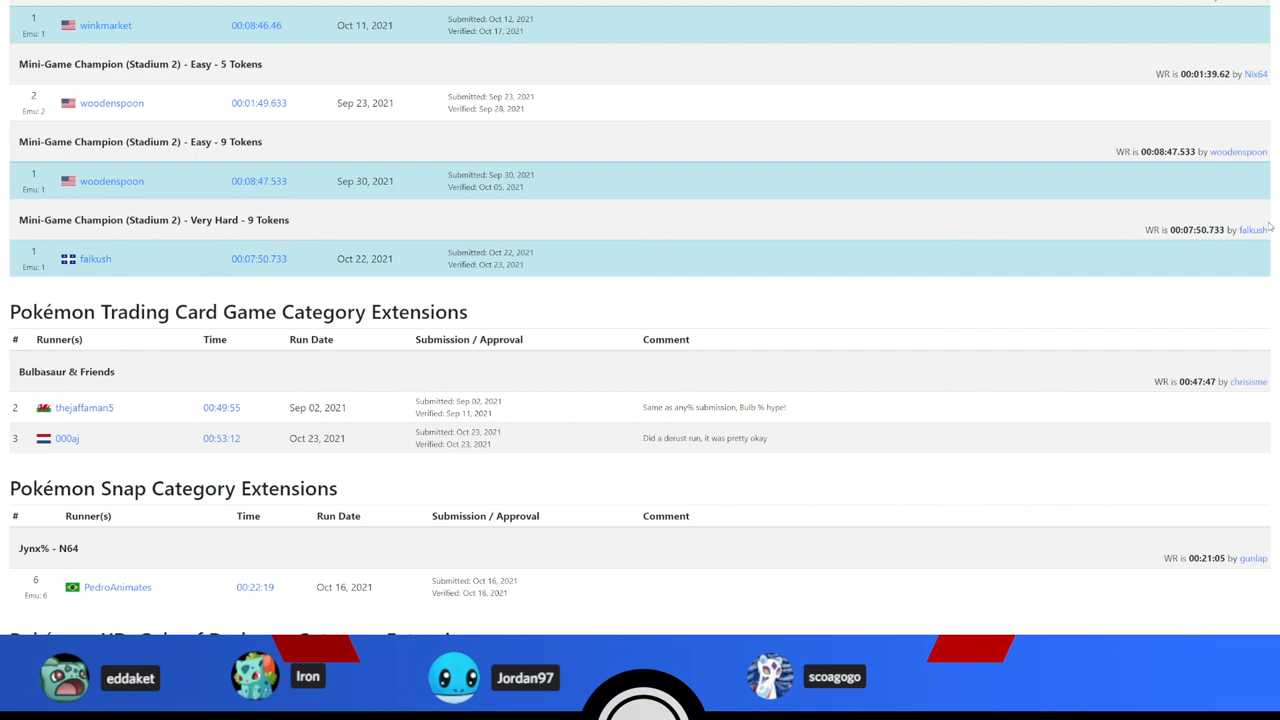 1
winkmarket 00:08:46.46 Oct 11, 2021 Submitted: Oct 12, 2021
Emu: 1 Verified: Oct 17, 2021
Mini-Game Champion (Stadium 2) - Easy - 5 Tokens
WR is 00:01:39.62 by Nix64
2
woodenspoon 00:01:49.633 Sep 23, 2021 Submitted: Sep 23, 2021
Emu: 2 Verified: Sep 28, 2021
Mini-Game Champion (Stadium 2) - Easy - 9 Tokens
WR is 00:08:47.533 by woodenspoon
1
woodenspoon 00:08:47.533 Sep 30, 2021 Submitted: Sep 30, 2021
Emu: 1 Verified: Oct 05, 2021
Mini-Game Champion (Stadium 2) - Very Hard - 9 Tokens
WR is 00:07:50.733 by falkush
1
falkush 00:07:50.733 Oct 22, 2021 Submitted: Oct 22, 2021
Emu: 1 Verified: Oct 23, 2021
Pokémon Trading Card Game Category Extensions
# Runner(s) Time Run Date Submission / Approval Comment
Bulbasaur & Friends
WR is 00:47:47 by chrisisme
2 thejaffaman5 00:49:55 Sep 02, 2021 Submitted: Sep 02, 2021 Same as any% submission, Bulb % hype!
Verified: Sep 11, 2021
3 000aj 00:53:12 Oct 23, 2021 Submitted: Oct 23, 2021 Did a derust run, it was pretty okay
Verified: Oct 23, 2021
Pokémon Snap Category Extensions
# Runner(s) Time Run Date Submission / Approval Comment
Jynx% - N64
WR is 00:21:05 by gunlap
6
PedroAnimates 00:22:19 Oct 16, 2021 Submitted: Oct 16, 2021
Emu: 6 Verified: Oct 18, 2021
eddaket Iron Jordan97 scoagogo